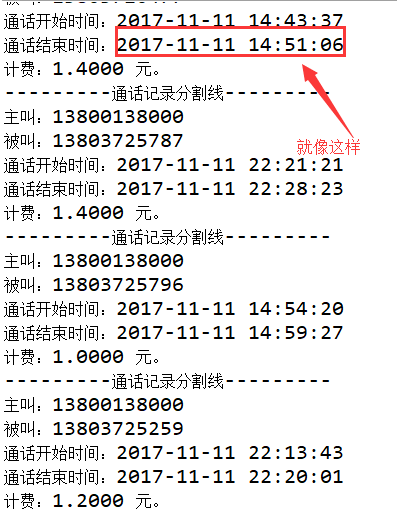 通话开始时间：2017-11-11 14:43:37
通话结束时间：2017-11-11 14:51:06
计费：1.4000 元。
---------通话记录分割线---------
主叫：13800138000
被叫：13803725787
就像这样
通话开始时间：2017-11-11 22:21:21
通话结束时间：2017-11-11 22:28:23
计费：1.4000 元。
---------通话记录分割线---------
主叫：13800138000
被叫：13803725796
通话开始时间：2017-11-11 14:54:20
通话结束时间：2017-11-11 14:59:27
计费：1.0000 元。
---------通话记录分割线---------
主叫：13800138000
被叫：13803725259
通话开始时间：2017-11-11 22:13:43
通话结束时间：2017-11-11 22:20:01
计费：1.2000 元。